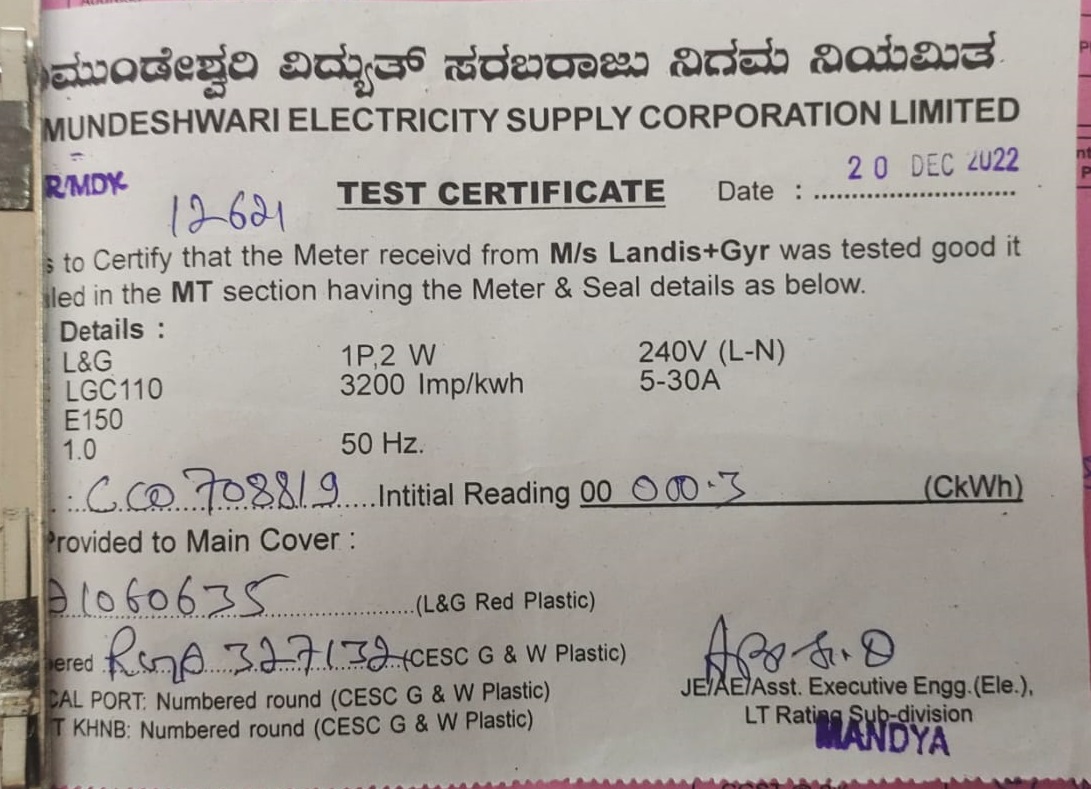 ಮುಂಡೇಶ್ವರಿ ವಿದ್ಯುತ್ ಸರಬರಾಜು ನಿಗಮ ನಿಯಮಿತ
MUNDESHWARI ELECTRICITY SUPPLY CORPORATION LIMITED
R/MDY 20 DEC 2022
TEST CERTIFICATE Date :
12621
s to Certify that the Meter receivd from M/s Landis+Gyr was tested good it
led in the MT section having the Meter & Seal details as below.
Details :
: L&G 1P,2 W 240V (L-N)
: LGC110 3200 Imp/kwh 5-30A
E150
1.0 50 Hz.
: CC0708819 Intitial Reading 00 000.3 (CkWh)
Provided to Main Cover :
1060635 (L&G Red Plastic)
ered 327132 (CESC G & W Plastic)
CAL PORT: Numbered round (CESC G & W Plastic)
T KHNB: Numbered round (CESC G & W Plastic)
JE/AE/Asst. Executive Engg.(Ele.),
LT Rating Sub-division
MANDYA